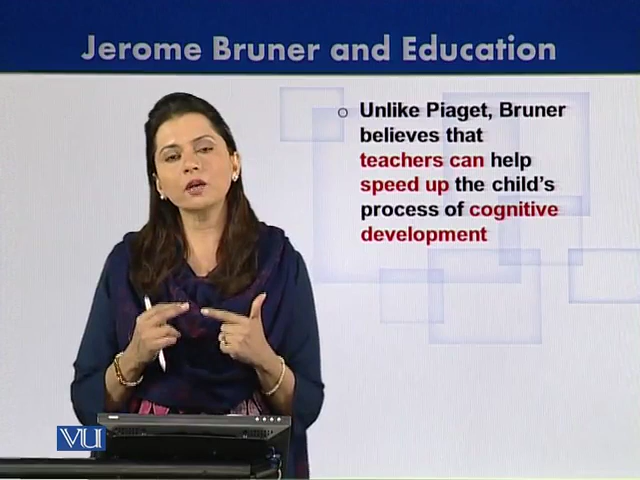 Jerome Bruner and Education
o Unlike Piaget, Bruner
believes that
teachers can help
speed up the child's
process of cognitive
development
VU